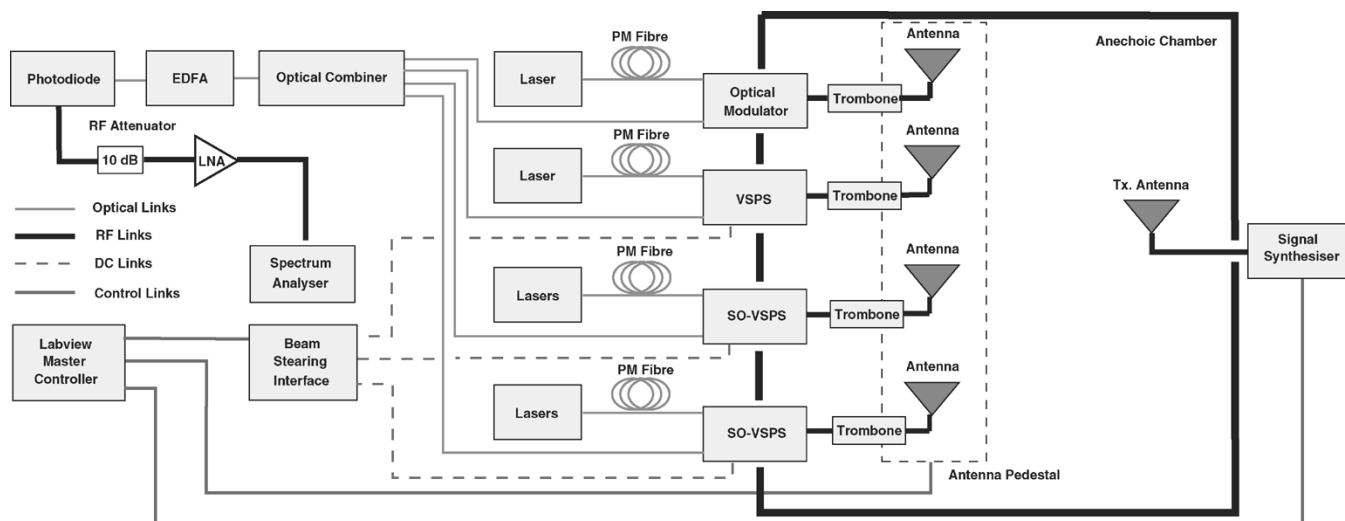 Photodiode
EDFA
Optical Combiner
Laser
PM Fibre
Optical
Modulator
Trombone
Antenna
Anechoic Chamber
RF Attenuator
10 dB
LNA
Laser
PM Fibre
VSPS
Trombone
Antenna
Tx. Antenna
Signal
Synthesiser
Optical Links
RF Links
DC Links
Control Links
Spectrum
Analyser
Lasers
PM Fibre
SO-VSPS
Trombone
Antenna
Labview
Master
Controller
Beam
Stearing
Interface
Lasers
PM Fibre
SO-VSPS
Trombone
Antenna
Antenna Pedestal